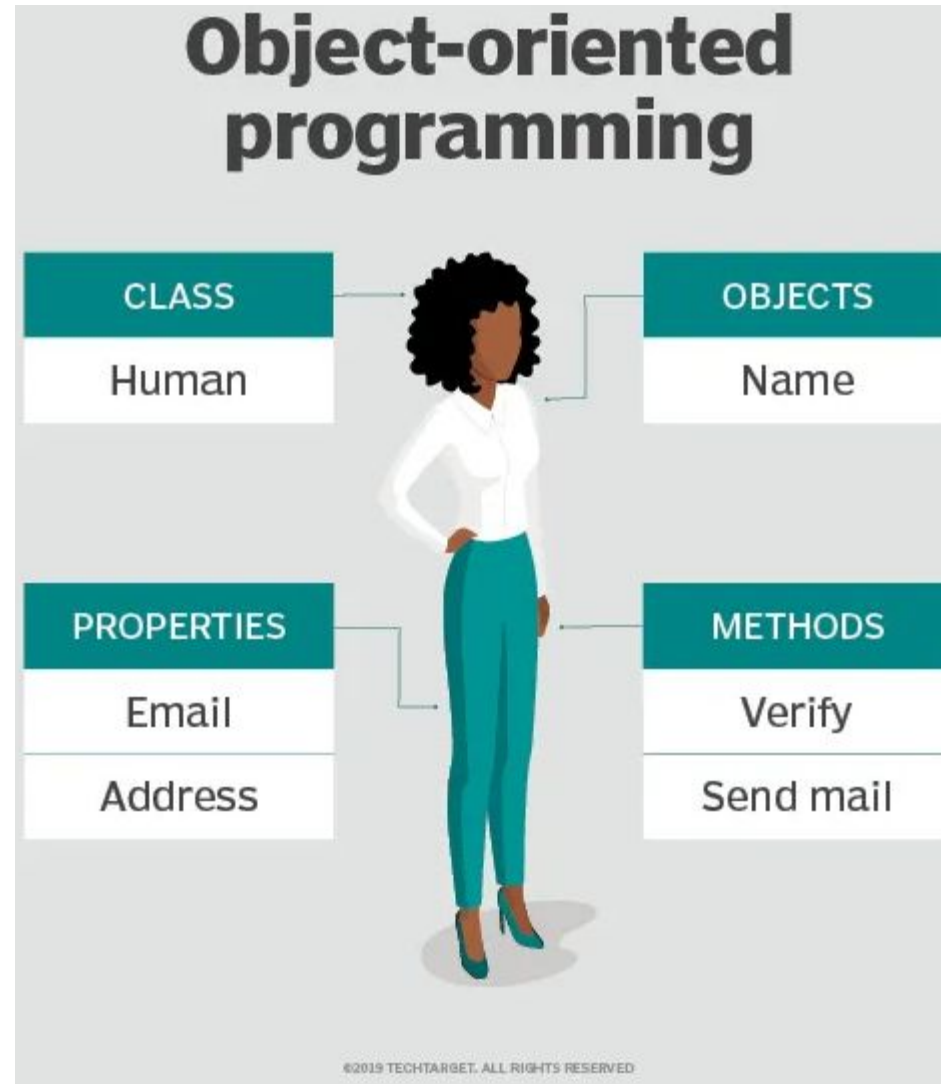 Object-oriented
programming
CLASS
Human
OBJECTS
Name
PROPERTIES
Email
Address
METHODS
Verify
Send mail
©2019 TECHTARGET. ALL RIGHTS RESERVED